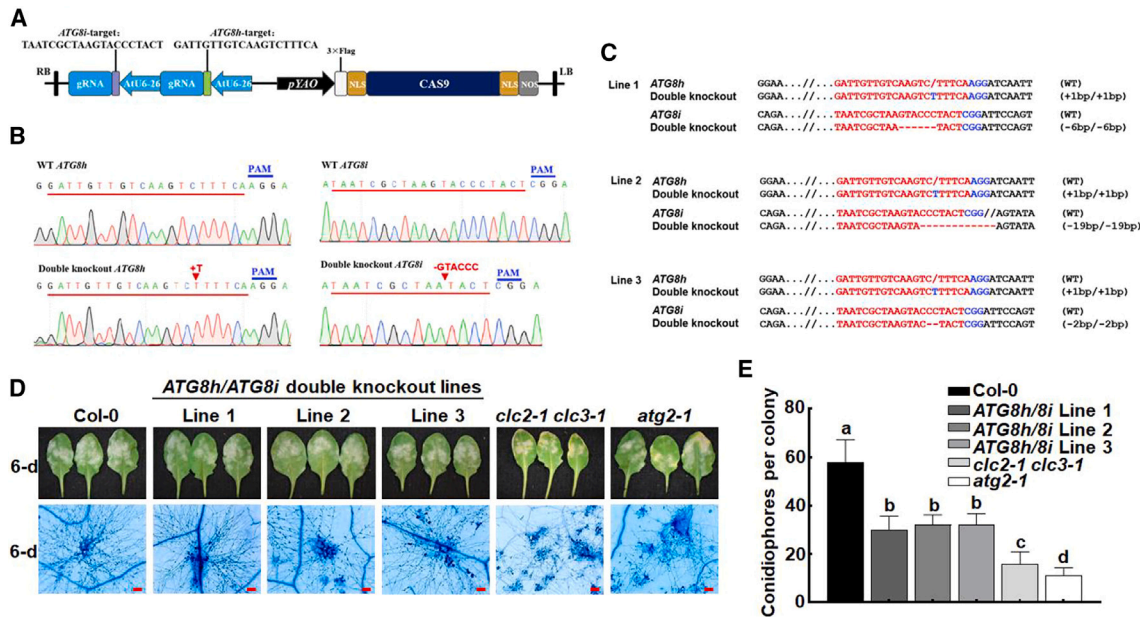 A
ATG8i-target: ATG8h-target:
TAATCGCTAAGTACCCTACT GATTGTTGTCAAGTCTTTCA
3×Flag
RB LB
gRNA AtU6-26 gRNA AtU6-26 pYAO NLS CAS9 NLS NOS
B
WT ATG8h
PAM
G GATTGTTGTCAAGTCTTTCAAGG A
WT ATG8i
PAM
A TAATCGCTAAGTACCCTACTCGG A
Double knockout ATG8h
+T
PAM
G GATTGTTGTCAAGTCTTTTCAAGG A
Double knockout ATG8i
-GTACCC
PAM
A TAATCGCTAATACTCGG A
C
Line 1
ATG8h GGAA...//...GATTGTTGTCAAGTC/TTTCAAGGATCAATT (WT)
Double knockout GGAA...//...GATTGTTGTCAAGTCTTTTCAAGGATCAATT (+1bp/+1bp)
ATG8i CAGA...//...TAATCGCTAAGTACCCTACTCGGATTCCAGT (WT)
Double knockout CAGA...//...TAATCGCTAA------TACTCGGATTCCAGT (-6bp/-6bp)
Line 2
ATG8h GGAA...//...GATTGTTGTCAAGTC/TTTCAAGGATCAATT (WT)
Double knockout GGAA...//...GATTGTTGTCAAGTCTTTTCAAGGATCAATT (+1bp/+1bp)
ATG8i CAGA...//...TAATCGCTAAGTACCCTACTCGG//AGTATA (WT)
Double knockout CAGA...//...TAATCGCTAAGTA------------AGTATA (-19bp/-19bp)
Line 3
ATG8h GGAA...//...GATTGTTGTCAAGTC/TTTCAAGGATCAATT (WT)
Double knockout GGAA...//...GATTGTTGTCAAGTCTTTTCAAGGATCAATT (+1bp/+1bp)
ATG8i CAGA...//...TAATCGCTAAGTACCCTACTCGGATTCCAGT (WT)
Double knockout CAGA...//...TAATCGCTAAGTAC--TACTCGGATTCCAGT (-2bp/-2bp)
D
ATG8h/ATG8i double knockout lines
Col-0 Line 1 Line 2 Line 3 clc2-1 clc3-1 atg2-1
6-d
6-d
E
Conidiophores per colony
80
60
40
20
0
a
b
b
b
c
d
Col-0
ATG8h/8i Line 1
ATG8h/8i Line 2
ATG8h/8i Line 3
clc2-1 clc3-1
atg2-1